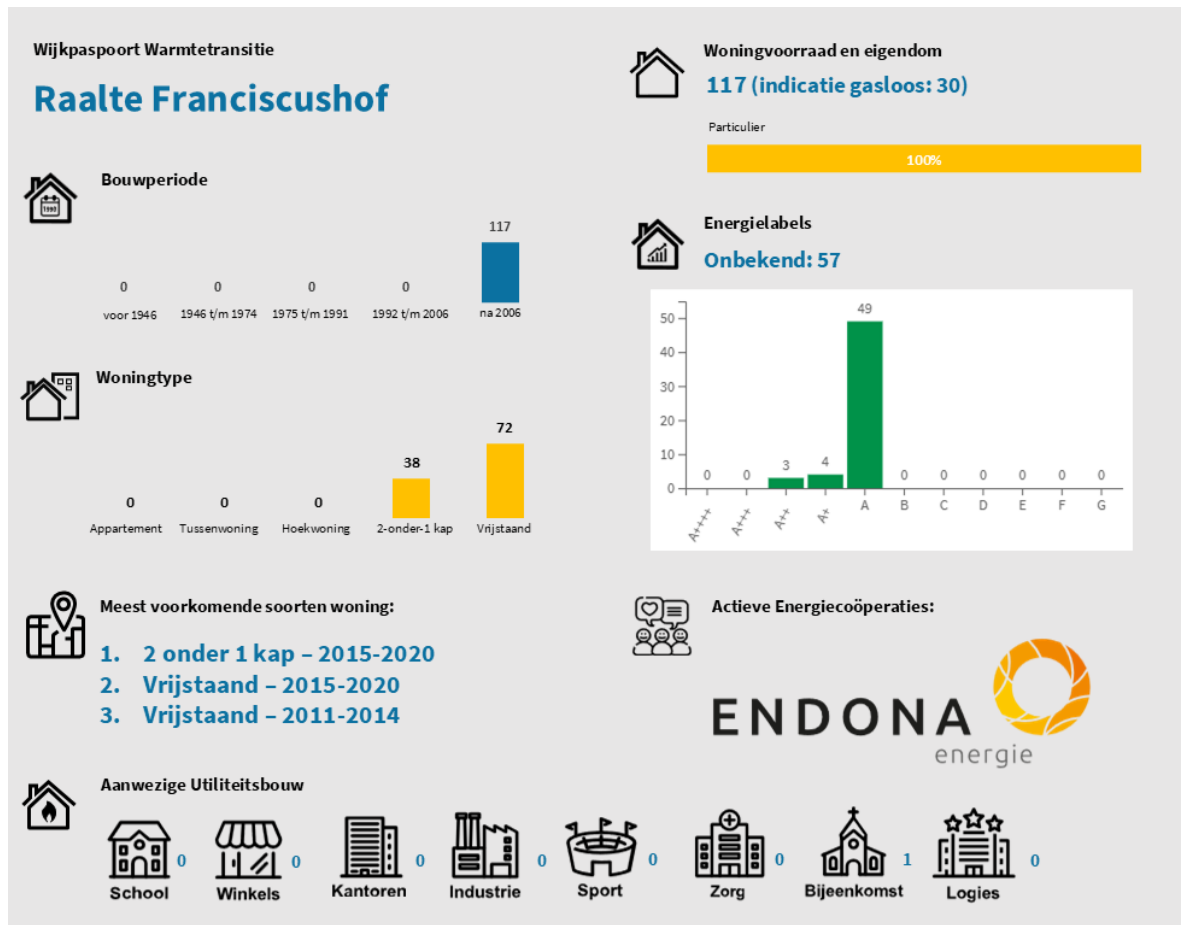 Wijkpaspoort Warmtetransitie
Raalte Franciscushof
Bouwperiode
1992
117
0 0 0 0
voor 1946 1946 t/m 1974 1975 t/m 1991 1992 t/m 2006 na 2006
Woningtype
72
38
0 0 0
Appartement Tussenwoning Hoekwoning 2-onder-1 kap Vrijstaand
Meest voorkomende soorten woning:
1. 2 onder 1 kap – 2015-2020
2. Vrijstaand – 2015-2020
3. Vrijstaand – 2011-2014
Woningvoorraad en eigendom
117 (indicatie gasloos: 30)
Particulier
100%
Energielabels
Onbekend: 57
50
40
30
20
10
0
0 0 3 4 49 0 0 0 0 0 0
A++++ A+++ A++ A+ A B C D E F G
Actieve Energiecoöperaties:
ENDONA
energie
Aanwezige Utiliteitsbouw
0 0 0 0 0 0 1 0
School Winkels Kantoren Industrie Sport Zorg Bijeenkomst Logies